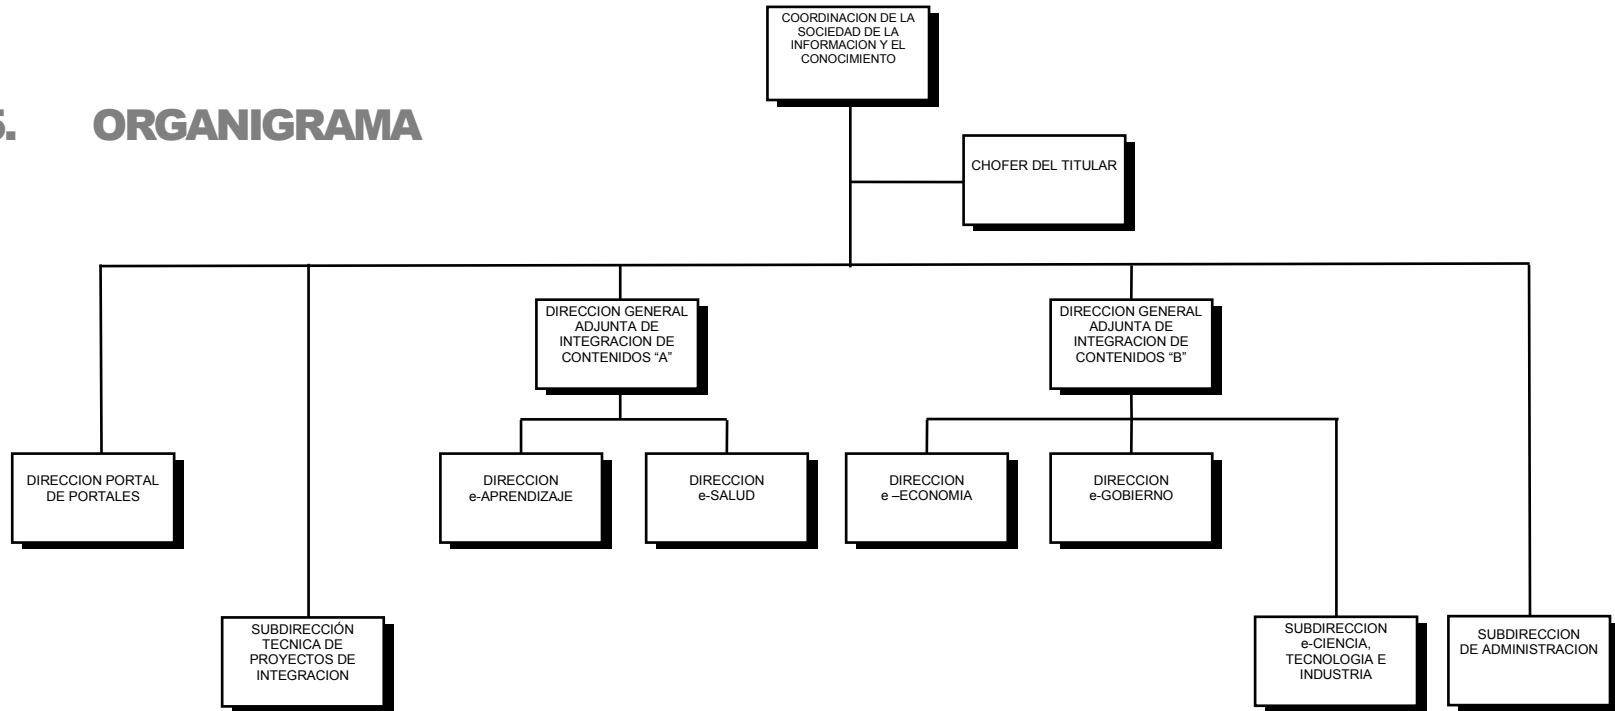 COORDINACION DE LA
SOCIEDAD DE LA
INFORMACION Y EL
CONOCIMIENTO
5. ORGANIGRAMA
CHOFER DEL TITULAR
DIRECCION GENERAL
ADJUNTA DE
INTEGRACION DE
CONTENIDOS “A”
DIRECCION GENERAL
ADJUNTA DE
INTEGRACION DE
CONTENIDOS “B”
DIRECCION PORTAL
DE PORTALES
DIRECCION
e-APRENDIZAJE
DIRECCION
e-SALUD
DIRECCION
e –ECONOMIA
DIRECCION
e-GOBIERNO
SUBDIRECCIÓN
TECNICA DE
PROYECTOS DE
INTEGRACION
SUBDIRECCION
e-CIENCIA,
TECNOLOGIA E
INDUSTRIA
SUBDIRECCION
DE ADMINISTRACION